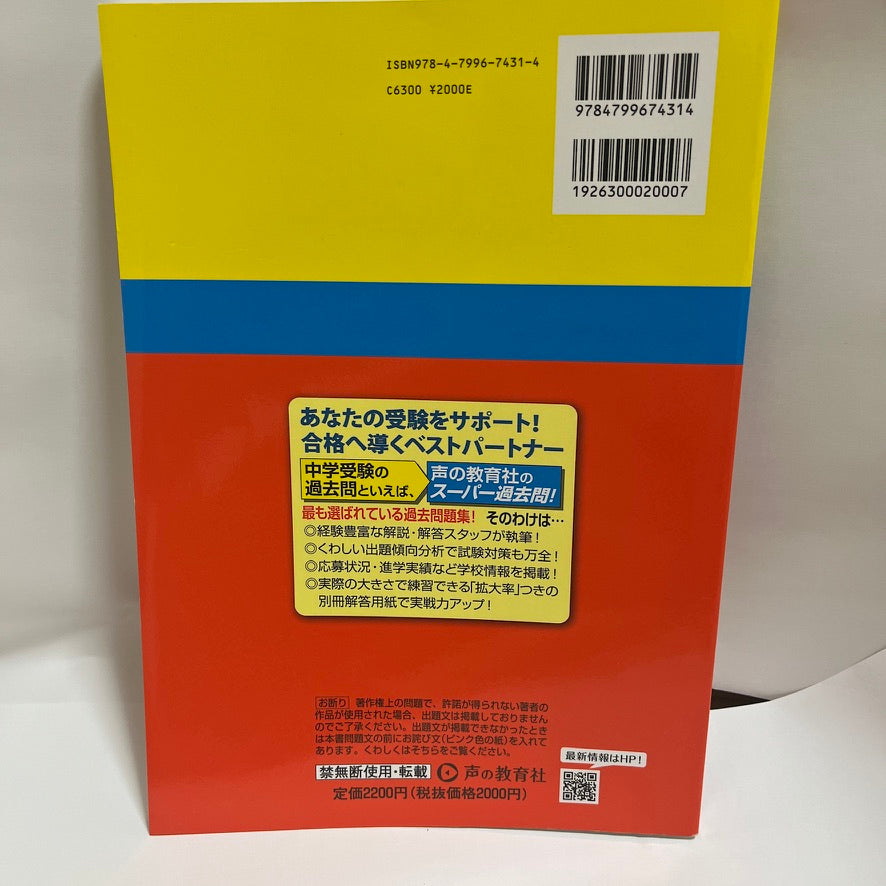 ISBN978-4-7996-7431-4
C6300 ¥2000E
9784799674314
1926300020007
あなたの受験をサポート!
合格へ導くベストパートナー
中学受験の
過去問といえば、
声の教育社の
スーパー過去問!
最も選ばれている過去問題集! そのわけは…
◎経験豊富な解説・解答スタッフが執筆!
◎くわしい出題傾向分析で試験対策も万全!
◎応募状況・進学実績など学校情報を掲載!
◎実際の大きさで練習できる「拡大率」つきの
別冊解答用紙で実戦力アップ!
お断り 著作権上の問題で、許諾が得られない著者の
作品が使用された場合、出題文は掲載しておりません
のでご了承ください。出題文が掲載できなかったとき
は本書問題文の前にお詫び文(ピンク色の紙)を入れて
あります。くわしくはそちらをご覧ください。
最新情報はHP!
禁無断使用・転載 声の教育社
定価2200円(税抜価格2000円)